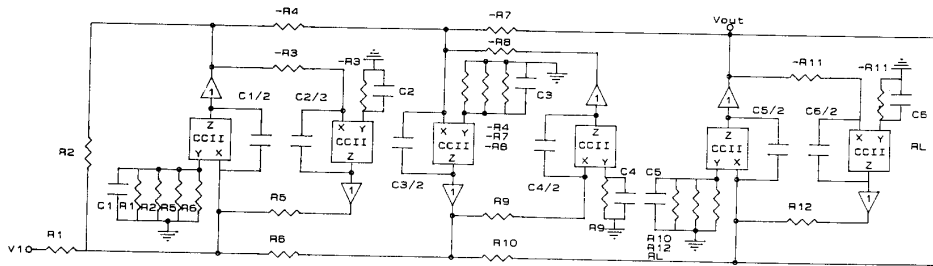 -R4
-R7
Vout
-R3
-R8
-R11
-R3
-R11
C2
C3
C6
1
C1/2
C2/2
1
1
C5/2
C6/2
Z
CCII
Y X
X Y
CCII
Z
X Y
CCII
Z
-R4
-R7
-R8
Z
CCII
Y X
Z
CCII
Y X
X Y
CCII
Z
RL
R2
C3/2
C4/2
C4
C5
C1
R1
R2
R5
R6
1
1
1
R5
R9
R9
R10
R12
RL
R12
V1
R1
R6
R10